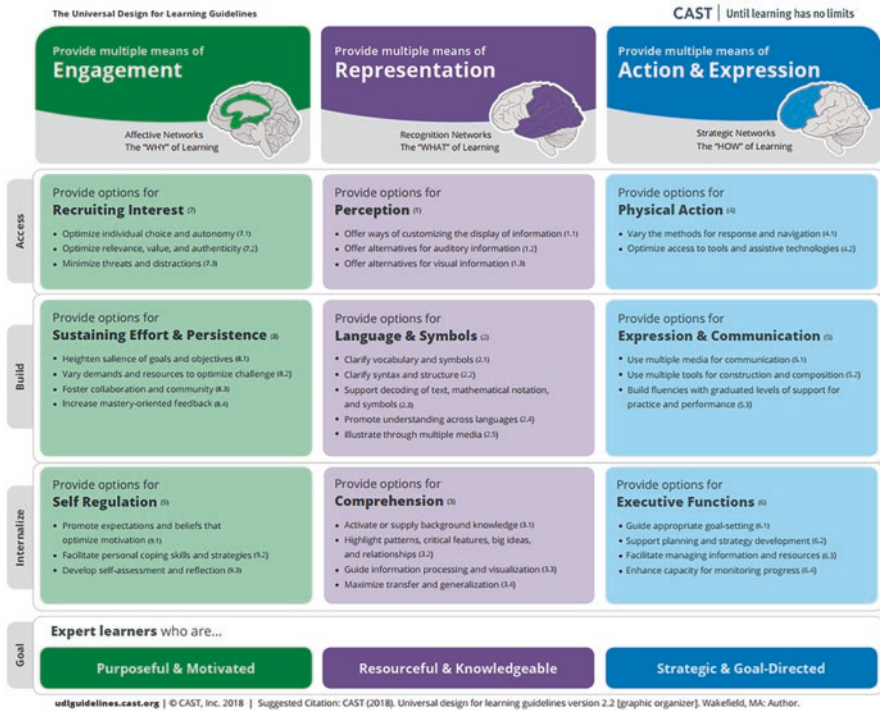 The Universal Design for Learning Guidelines
CAST | Until learning has no limits
Provide multiple means of
Engagement
Affective Networks
The "WHY" of Learning
Provide multiple means of
Representation
Recognition Networks
The "WHAT" of Learning
Provide multiple means of
Action & Expression
Strategic Networks
The "HOW" of Learning
Access
Provide options for
Recruiting Interest (7)
• Optimize individual choice and autonomy (7.1)
• Optimize relevance, value, and authenticity (7.2)
• Minimize threats and distractions (7.3)
Provide options for
Perception (1)
• Offer ways of customizing the display of information (1.1)
• Offer alternatives for auditory information (1.2)
• Offer alternatives for visual information (1.3)
Provide options for
Physical Action (4)
• Vary the methods for response and navigation (4.1)
• Optimize access to tools and assistive technologies (4.2)
Build
Provide options for
Sustaining Effort & Persistence (8)
• Heighten salience of goals and objectives (8.1)
• Vary demands and resources to optimize challenge (8.2)
• Foster collaboration and community (8.3)
• Increase mastery-oriented feedback (8.4)
Provide options for
Language & Symbols (2)
• Clarify vocabulary and symbols (2.1)
• Clarify syntax and structure (2.2)
• Support decoding of text, mathematical notation,
and symbols (2.3)
• Promote understanding across languages (2.4)
• Illustrate through multiple media (2.5)
Provide options for
Expression & Communication (5)
• Use multiple media for communication (5.1)
• Use multiple tools for construction and composition (5.2)
• Build fluencies with graduated levels of support for
practice and performance (5.3)
Internalize
Provide options for
Self Regulation (9)
• Promote expectations and beliefs that
optimize motivation (9.1)
• Facilitate personal coping skills and strategies (9.2)
• Develop self-assessment and reflection (9.3)
Provide options for
Comprehension (3)
• Activate or supply background knowledge (3.1)
• Highlight patterns, critical features, big ideas,
and relationships (3.2)
• Guide information processing and visualization (3.3)
• Maximize transfer and generalization (3.4)
Provide options for
Executive Functions (6)
• Guide appropriate goal-setting (6.1)
• Support planning and strategy development (6.2)
• Facilitate managing information and resources (6.3)
• Enhance capacity for monitoring progress (6.4)
Goal
Expert learners who are...
Purposeful & Motivated
Resourceful & Knowledgeable
Strategic & Goal-Directed
udlguidelines.cast.org | © CAST, Inc. 2018 | Suggested Citation: CAST (2018). Universal design for learning guidelines version 2.2 [graphic organizer]. Wakefield, MA: Author.